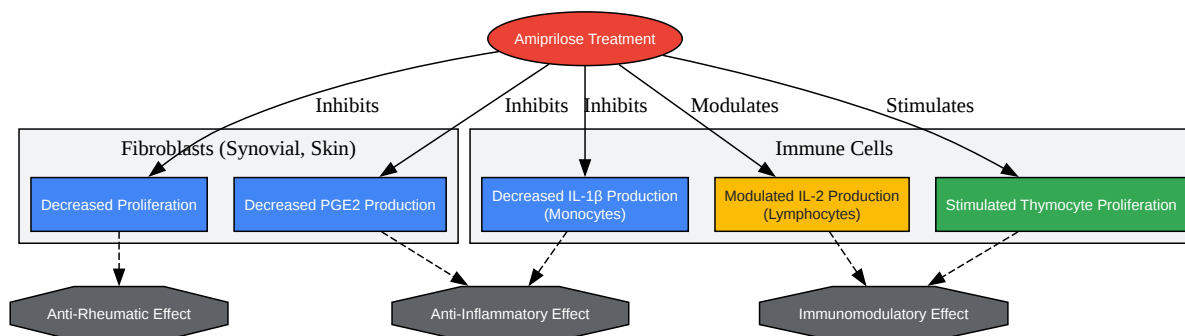 Amiprilose Treatment
Inhibits
Inhibits
Inhibits
Modulates
Stimulates
Fibroblasts (Synovial, Skin)
Immune Cells
Decreased Proliferation
Decreased PGE2 Production
Decreased IL-1β Production
(Monocytes)
Modulated IL-2 Production
(Lymphocytes)
Stimulated Thymocyte Proliferation
Anti-Rheumatic Effect
Anti-Inflammatory Effect
Immunomodulatory Effect